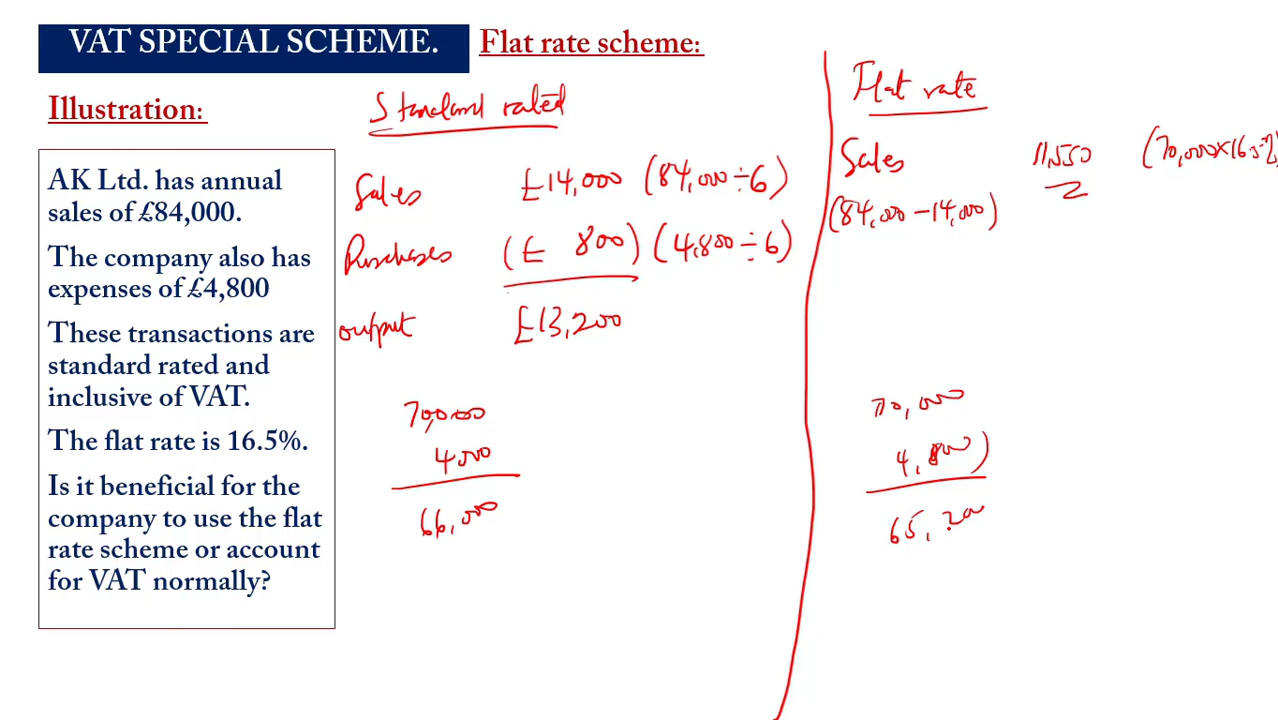 VAT SPECIAL SCHEME. Flat rate scheme:
Illustration:
AK Ltd. has annual
sales of £84,000.
The company also has
expenses of £4,800
These transactions are
standard rated and
inclusive of VAT.
The flat rate is 16.5%.
Is it beneficial for the
company to use the flat
rate scheme or account
for VAT normally?
Standard rated
Sales £14,000 (84,000÷6)
Purchases (£ 800) (4,800÷6)
output £13,200
70,000
4,000
66,000
Flat rate
Sales 11,550 (70,000×16.5%)
(84,000 - 14,000)
70,000
4,800)
65,200